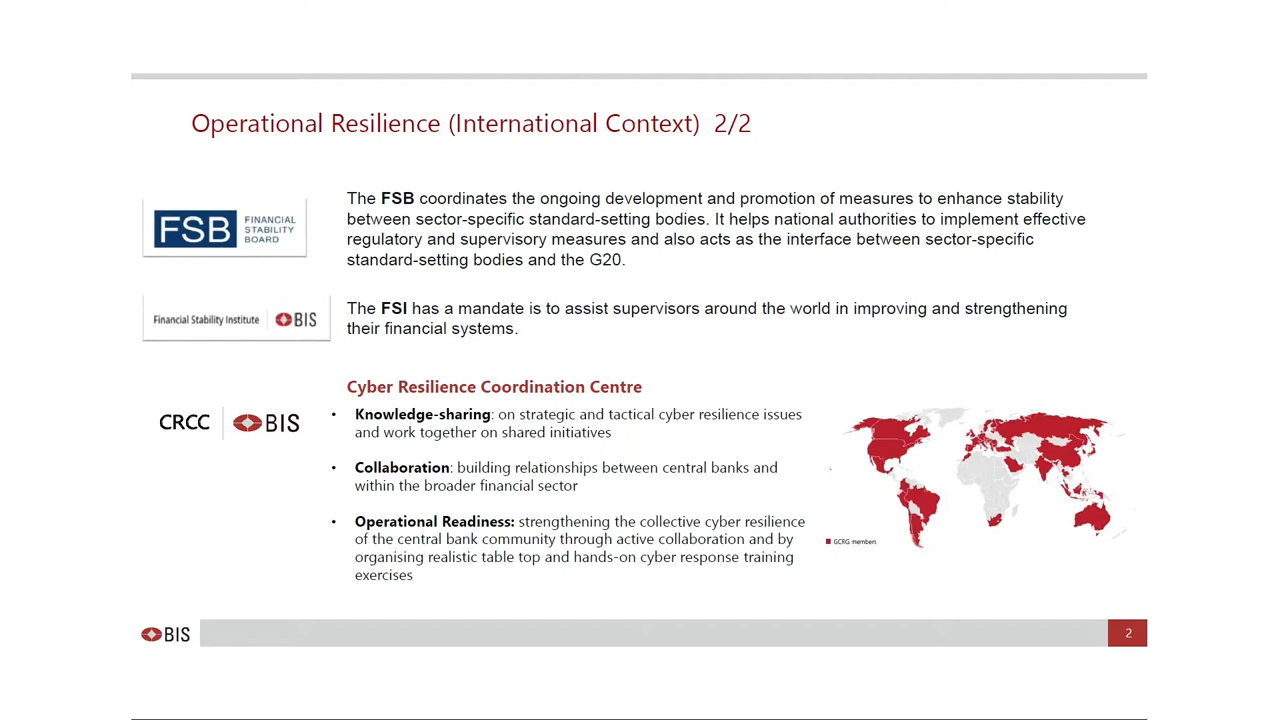 Operational Resilience (International Context) 2/2
FSB
FINANCIAL
STABILITY
BOARD
The FSB coordinates the ongoing development and promotion of measures to enhance stability
between sector-specific standard-setting bodies. It helps national authorities to implement effective
regulatory and supervisory measures and also acts as the interface between sector-specific
standard-setting bodies and the G20.
Financial Stability Institute BIS
The FSI has a mandate is to assist supervisors around the world in improving and strengthening
their financial systems.
Cyber Resilience Coordination Centre
CRCC BIS
• Knowledge-sharing: on strategic and tactical cyber resilience issues
and work together on shared initiatives
• Collaboration: building relationships between central banks and
within the broader financial sector
• Operational Readiness: strengthening the collective cyber resilience
of the central bank community through active collaboration and by
organising realistic table top and hands-on cyber response training
exercises
GCRG members
BIS
2